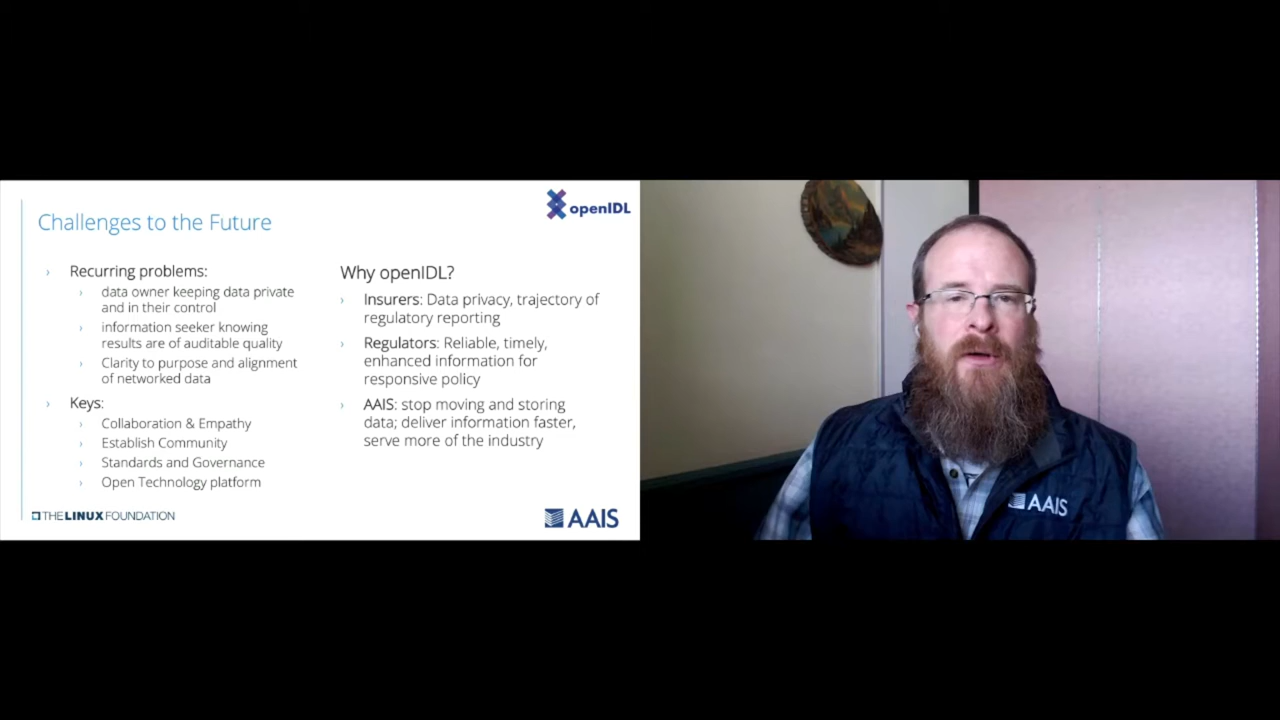 openIDL
Challenges to the Future
Recurring problems:
data owner keeping data private
and in their control
information seeker knowing
results are of auditable quality
Clarity to purpose and alignment
of networked data
Keys:
Collaboration & Empathy
Establish Community
Standards and Governance
Open Technology platform
Why openIDL?
Insurers: Data privacy, trajectory of
regulatory reporting
Regulators: Reliable, timely,
enhanced information for
responsive policy
AAIS: stop moving and storing
data; deliver information faster,
serve more of the industry
THE LINUX FOUNDATION
AAIS
AAIS